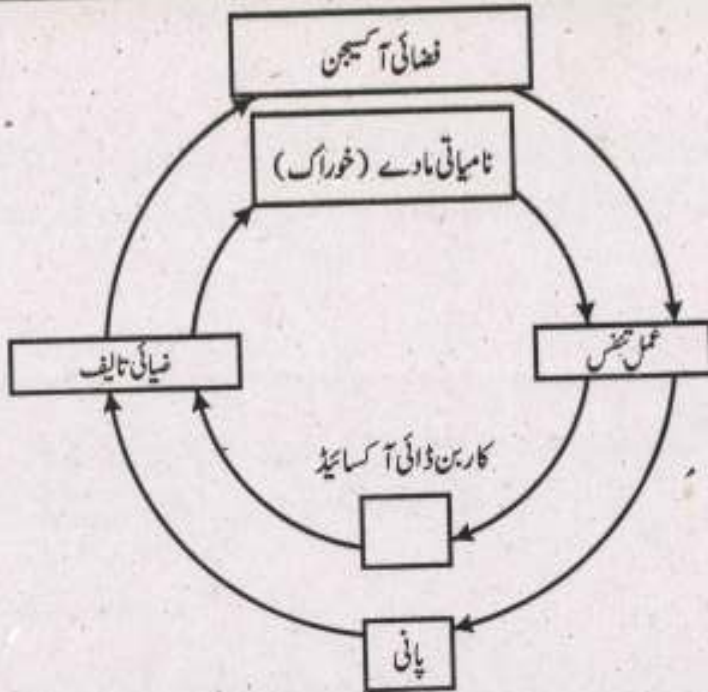 فضائی آکسیجن
نامیاتی مادے (خوراک)
عمل تنفس
ضیائی تالیف
کاربن ڈائی آکسائیڈ
پانی